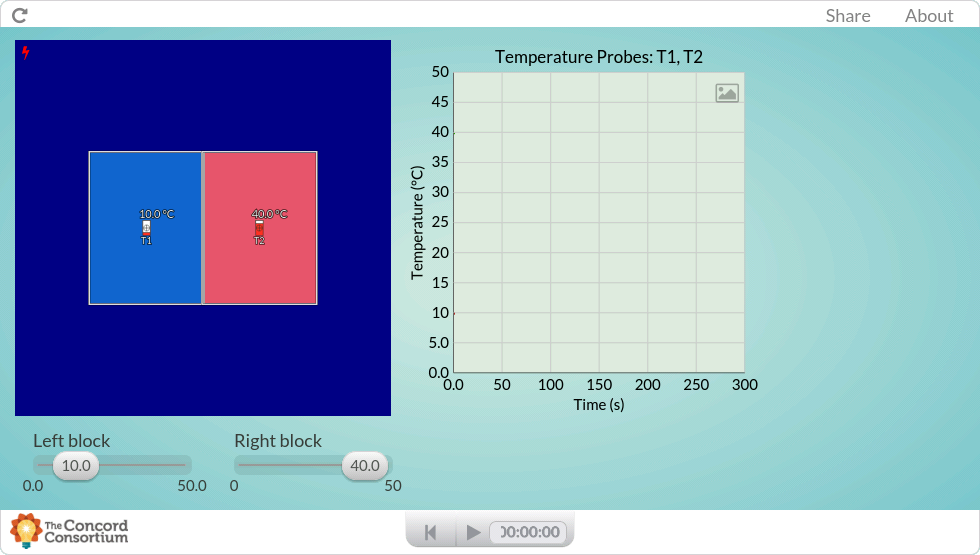 Share About
Temperature Probes: T1, T2
50
45
40
35
30
25
20
15
10
5.0
0.0
Temperature (°C)
0.0 50 100 150 200 250 300
Time (s)
10.0 °C
T1
40.0 °C
T2
Left block
10.0
0.0 50.0
Right block
40.0
0 50
The Concord
Consortium
00:00:00